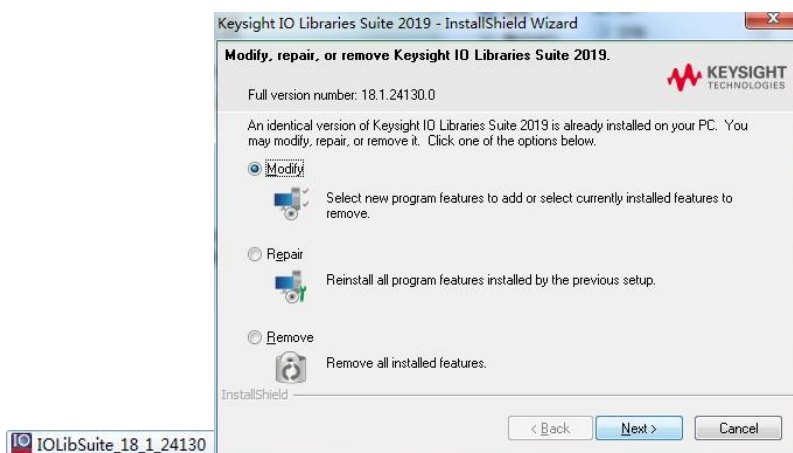 Keysight IO Libraries Suite 2019 - InstallShield Wizard
Modify, repair, or remove Keysight IO Libraries Suite 2019.
KEYSIGHT
TECHNOLOGIES
Full version number: 18.1.24130.0
An identical version of Keysight IO Libraries Suite 2019 is already installed on your PC. You
may modify, repair, or remove it. Click one of the options below.
Modify
Select new program features to add or select currently installed features to
remove.
Repair
Reinstall all program features installed by the previous setup.
Remove
Remove all installed features.
InstallShield
< Back Next > Cancel
IO IOLibSuite_18_1_24130